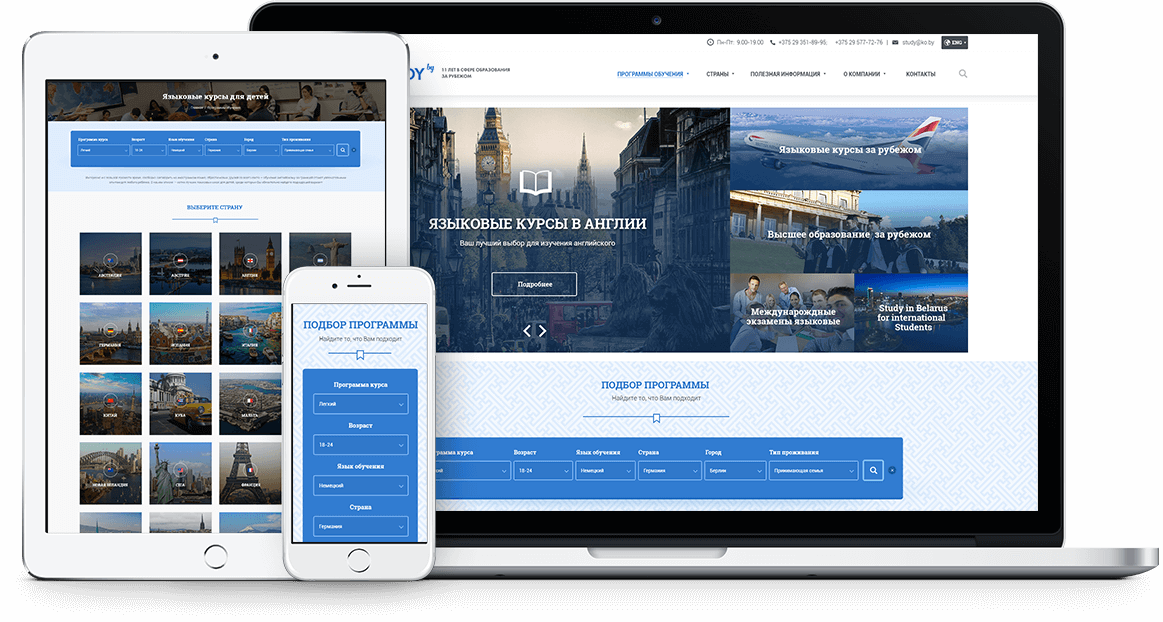 Языковые курсы для детей
Программа курса Возраст Язык обучения Страна Город Тип проживания
Легкий 18-24 Немецкий Германия Берлин Принимающая семья
ВЫБЕРИТЕ СТРАНУ
АВСТРАЛИЯ АВСТРИЯ АНГЛИЯ
ГЕРМАНИЯ ИСПАНИЯ ИТАЛИЯ
КИТАЙ КУБА МАЛЬТА
НОВАЯ ЗЕЛАНДИЯ США ФРАНЦИЯ
ПОДБОР ПРОГРАММЫ
Найдите то, что Вам подходит
Программа курса
Легкий
Возраст
18-24
Язык обучения
Немецкий
Страна
Германия
Пн-Пт: 9.00-19.00 +375 29 351-89-95, +375 29 577-72-76 | study@ko.by ENG
DY by 11 ЛЕТ В СФЕРЕ ОБРАЗОВАНИЯ
ЗА РУБЕЖОМ
ПРОГРАММЫ ОБУЧЕНИЯ СТРАНЫ ПОЛЕЗНАЯ ИНФОРМАЦИЯ О КОМПАНИИ КОНТАКТЫ
ЯЗЫКОВЫЕ КУРСЫ В АНГЛИИ
Ваш лучший выбор для изучения английского
Подробнее
Языковые курсы за рубежом
Высшее образование за рубежом
Международные
экзамены языковые
Study in Belarus
for international
Students
ПОДБОР ПРОГРАММЫ
Найдите то, что Вам подходит
рамма курса Возраст Язык обучения Страна Город Тип проживания
ий 18-24 Немецкий Германия Берлин Принимающая семья